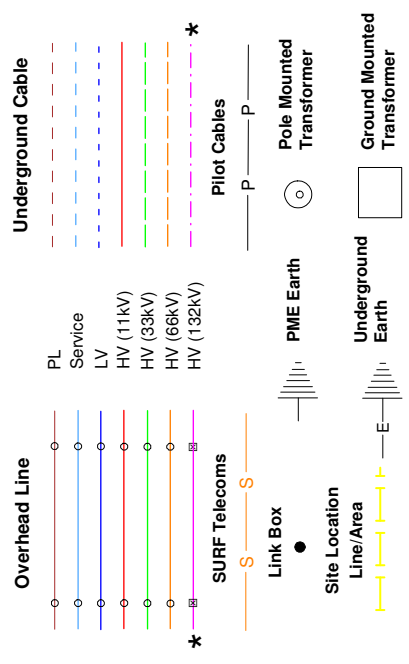 Overhead Line
Underground Cable
PL
Service
LV
HV (11kV)
HV (33kV)
HV (66kV)
* HV (132kV) *
SURF Telecoms
Pilot Cables
S S
P P
Link Box
PME Earth
Pole Mounted
Transformer
Site Location
Line/Area
E
Underground
Earth
Ground Mounted
Transformer